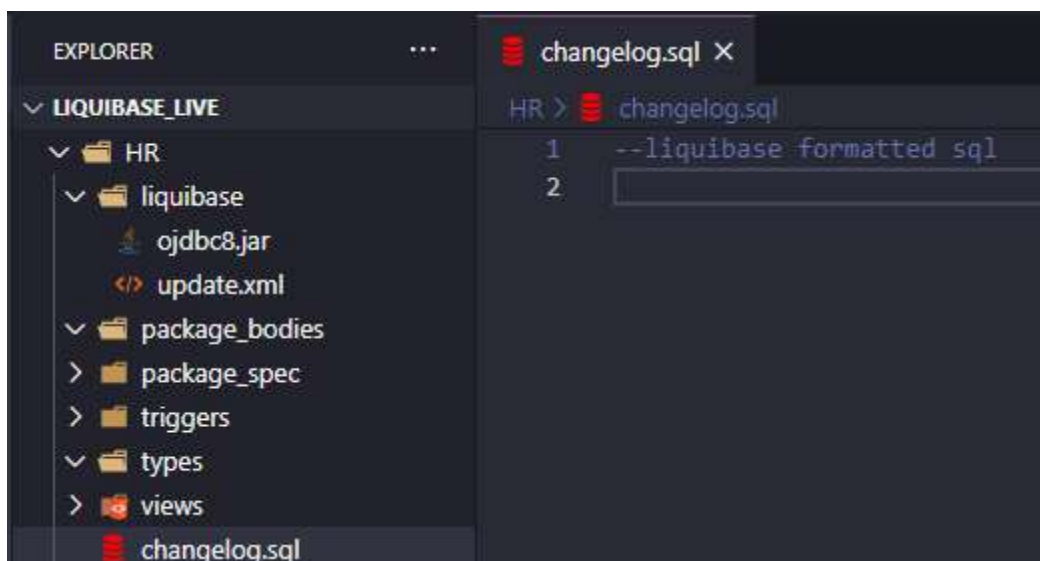 EXPLORER ...
LIQUIBASE_LIVE
HR
liquibase
ojdbc8.jar
</> update.xml
package_bodies
package_spec
triggers
types
views
changelog.sql
changelog.sql ×
HR > changelog.sql
1 --liquibase formatted sql
2